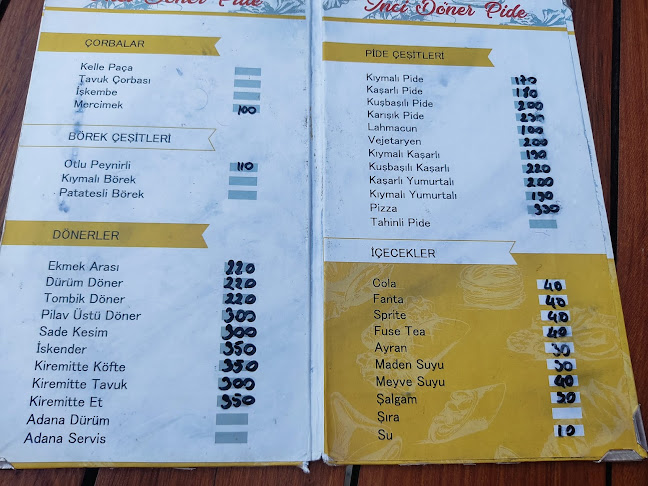 Döner Pide
ÇORBALAR
Kelle Paça
Tavuk Çorbası
İşkembe
Mercimek 100
BÖREK ÇEŞİTLERİ
Otlu Peynirli 110
Kıymalı Börek
Patatesli Börek
DÖNERLER
Ekmek Arası 220
Dürüm Döner 220
Tombik Döner 220
Pilav Üstü Döner 300
Sade Kesim 300
İskender 350
Kiremitte Köfte 350
Kiremitte Tavuk 300
Kiremitte Et 350
Adana Dürüm
Adana Servis
İnci Döner Pide
PİDE ÇEŞİTLERİ
Kıymalı Pide 170
Kaşarlı Pide 180
Kuşbaşılı Pide 200
Karışık Pide 230
Lahmacun 100
Vejetaryen 200
Kıymalı Kaşarlı 190
Kuşbaşılı Kaşarlı 220
Kaşarlı Yumurtalı 200
Kıymalı Yumurtalı 190
Pizza 330
Tahinli Pide
İÇECEKLER
Cola 40
Fanta 40
Sprite 40
Fuse Tea 40
Ayran 30
Maden Suyu 30
Meyve Suyu 40
Şalgam 30
Şıra
Su 10